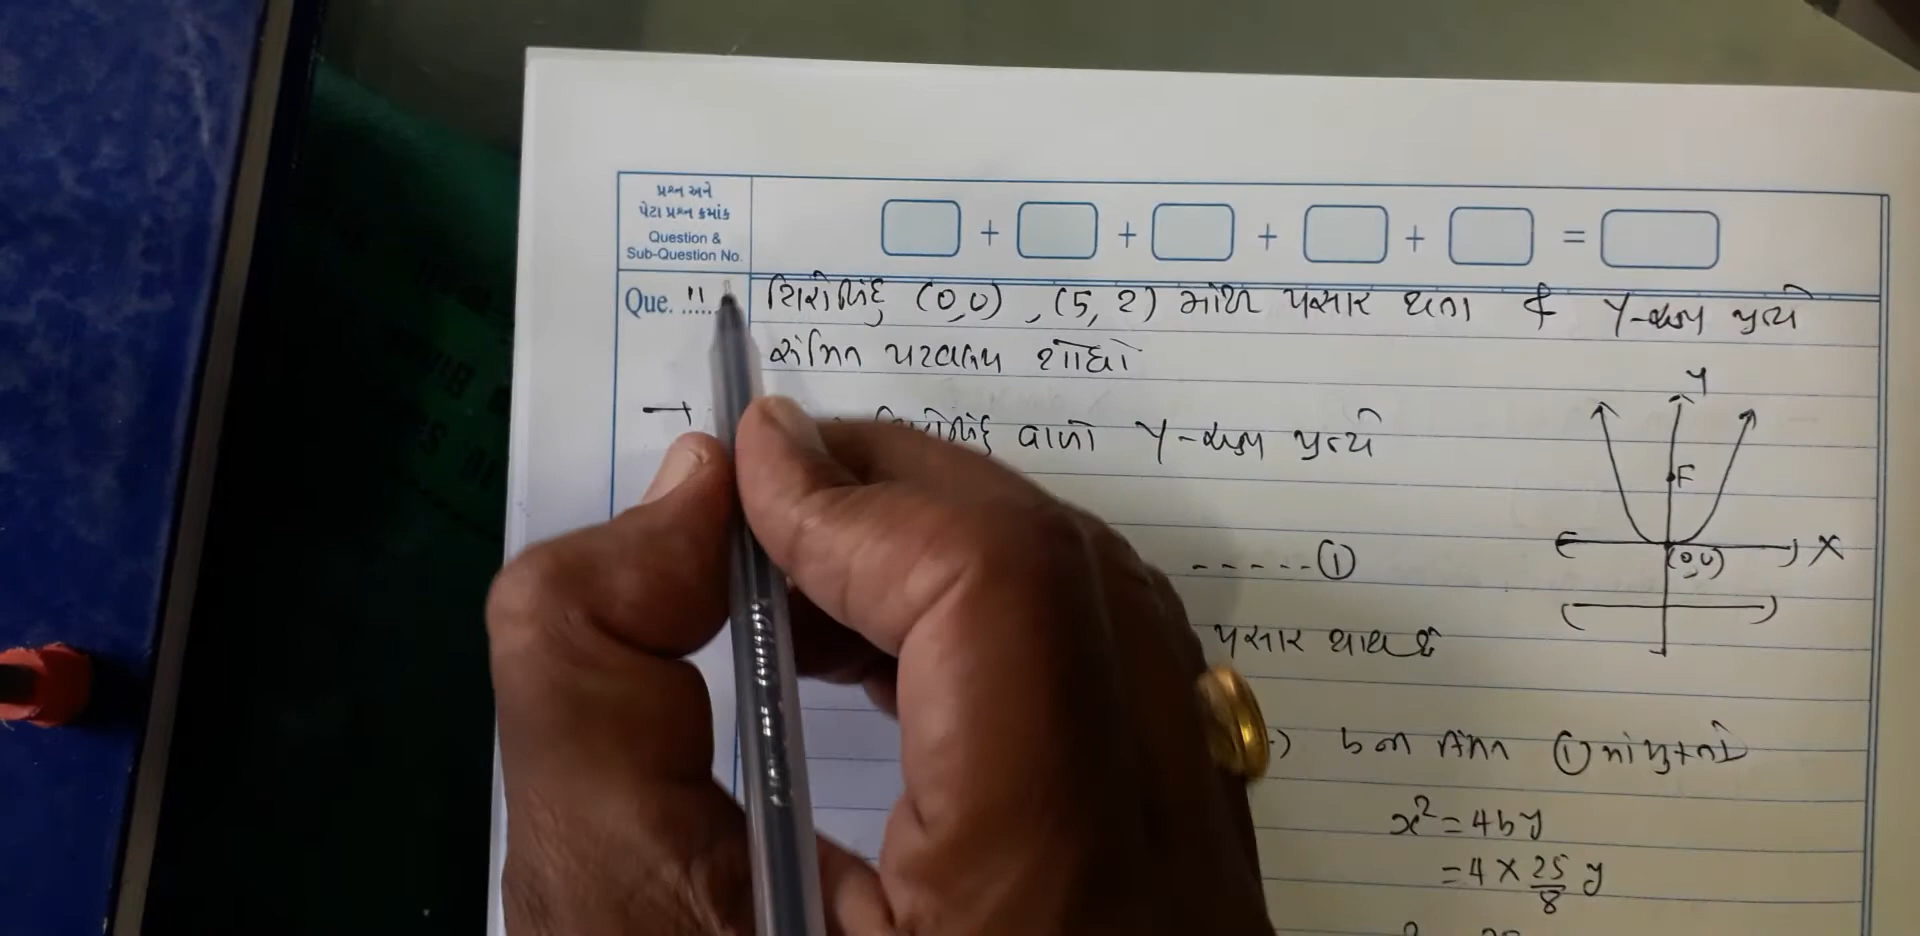 પ્રશ્ન અને
પેટા પ્રશ્ન ક્રમાંક
Question &
Sub-Question No.
+ + + + =
Que. 11
શિરોબિંદુ (0,0), (5, 2) માંથી પસાર થતા ર્ Y-અક્ષ પ્રત્યે
સંમિત પરવલય શોધો
→ શિરોબિંદુ વાળો Y-અક્ષ પ્રત્યે
-----①
પસાર થાય છે
b ની કિંમત ① માં મુકતાં
x² = 4by
= 4 × 25/8 y
Y
F
(0,0)
X